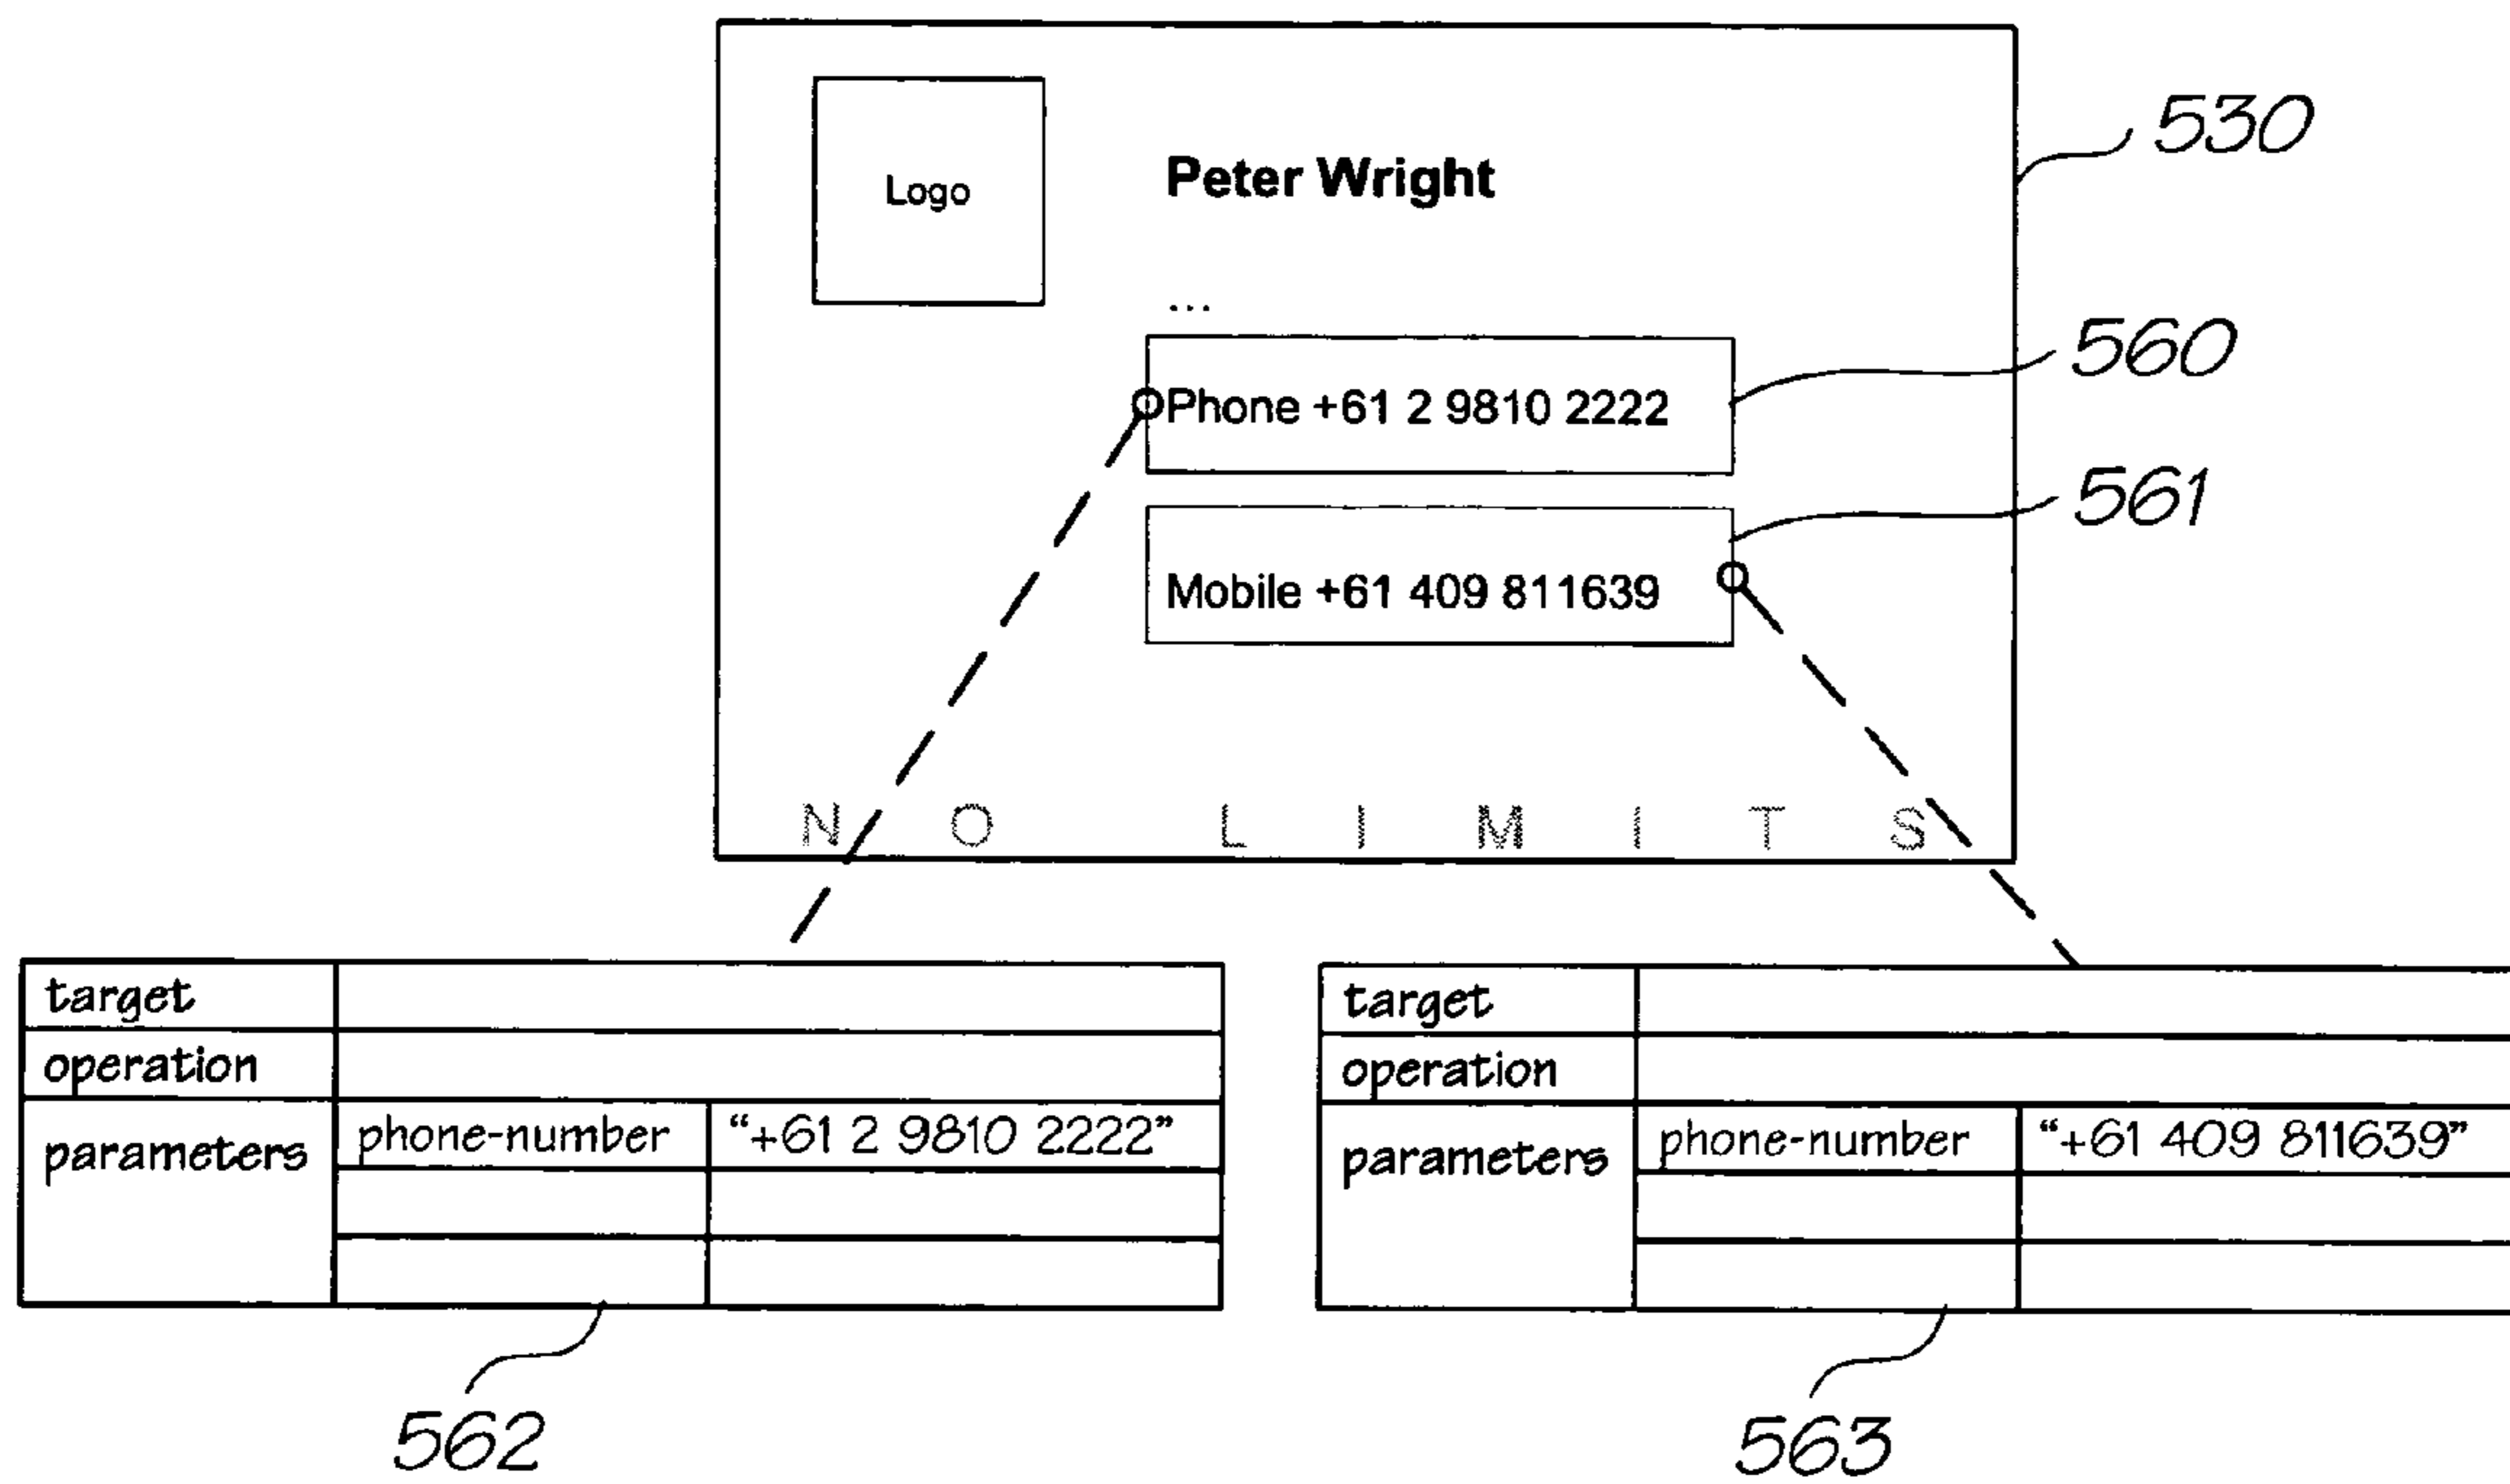 530
Logo
Peter Wright
...
560
Phone +61 2 9810 2222
561
Mobile +61 409 811639
N O L I M I T S
target
operation
parameters phone-number “+61 2 9810 2222”
562
target
operation
parameters phone-number “+61 409 811639”
563